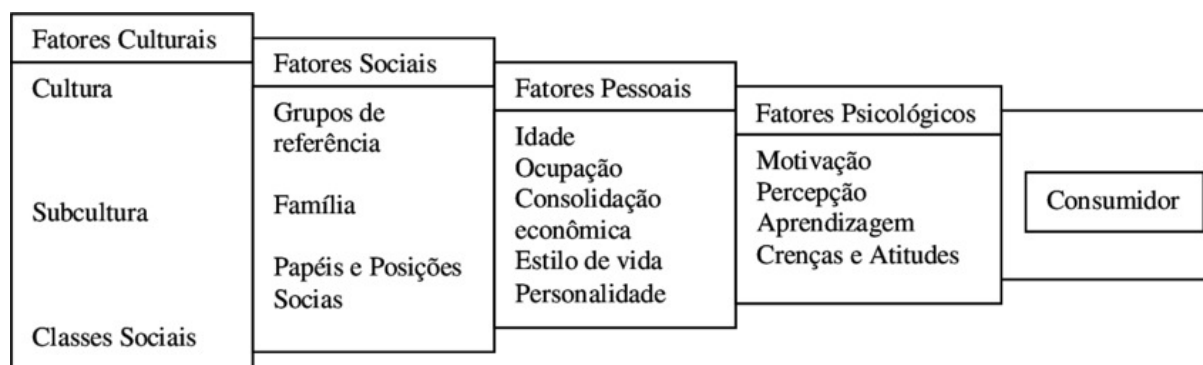 Fatores Culturais
Cultura
Subcultura
Classes Sociais
Fatores Sociais
Grupos de
referência
Família
Papéis e Posições
Socias
Fatores Pessoais
Idade
Ocupação
Consolidação
econômica
Estilo de vida
Personalidade
Fatores Psicológicos
Motivação
Percepção
Aprendizagem
Crenças e Atitudes
Consumidor